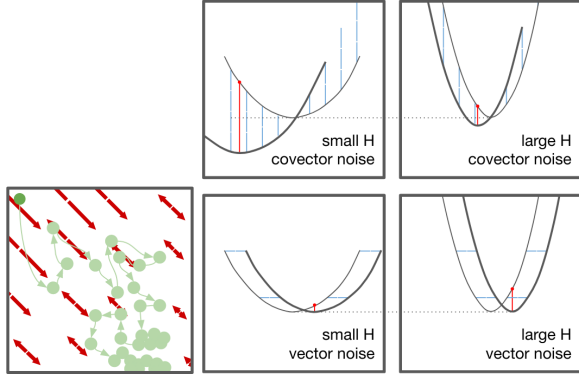 small H
covector noise
large H
covector noise
small H
vector noise
large H
vector noise